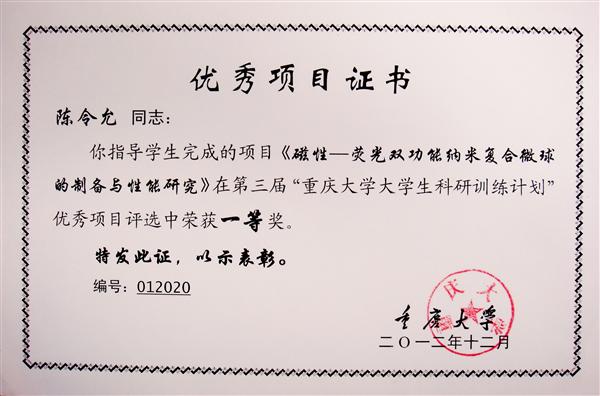 优秀项目证书
陈令允 同志：
你指导学生完成的项目《磁性—荧光双功能纳米复合微球
的制备与性能研究》在第三届“重庆大学大学生科研训练计划”
优秀项目评选中荣获一等奖。
特发此证，以示表彰。
编号：012020
重庆大学
二〇一二年十二月